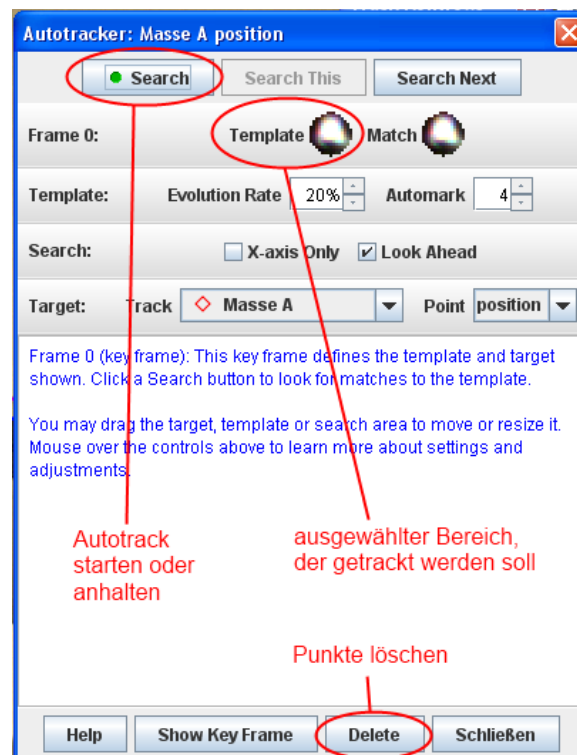 Autotracker: Masse A position
Search Search This Search Next
Frame 0: Template Match
Template: Evolution Rate 20% Automark 4
Search: X-axis Only Look Ahead
Target: Track Masse A Point position
Frame 0 (key frame): This key frame defines the template and target
shown. Click a Search button to look for matches to the template.
You may drag the target, template or search area to move or resize it.
Mouse over the controls above to learn more about settings and
adjustments.
Autotrack
starten oder
anhalten
ausgewählter Bereich,
der getrackt werden soll
Punkte löschen
Help Show Key Frame Delete Schließen